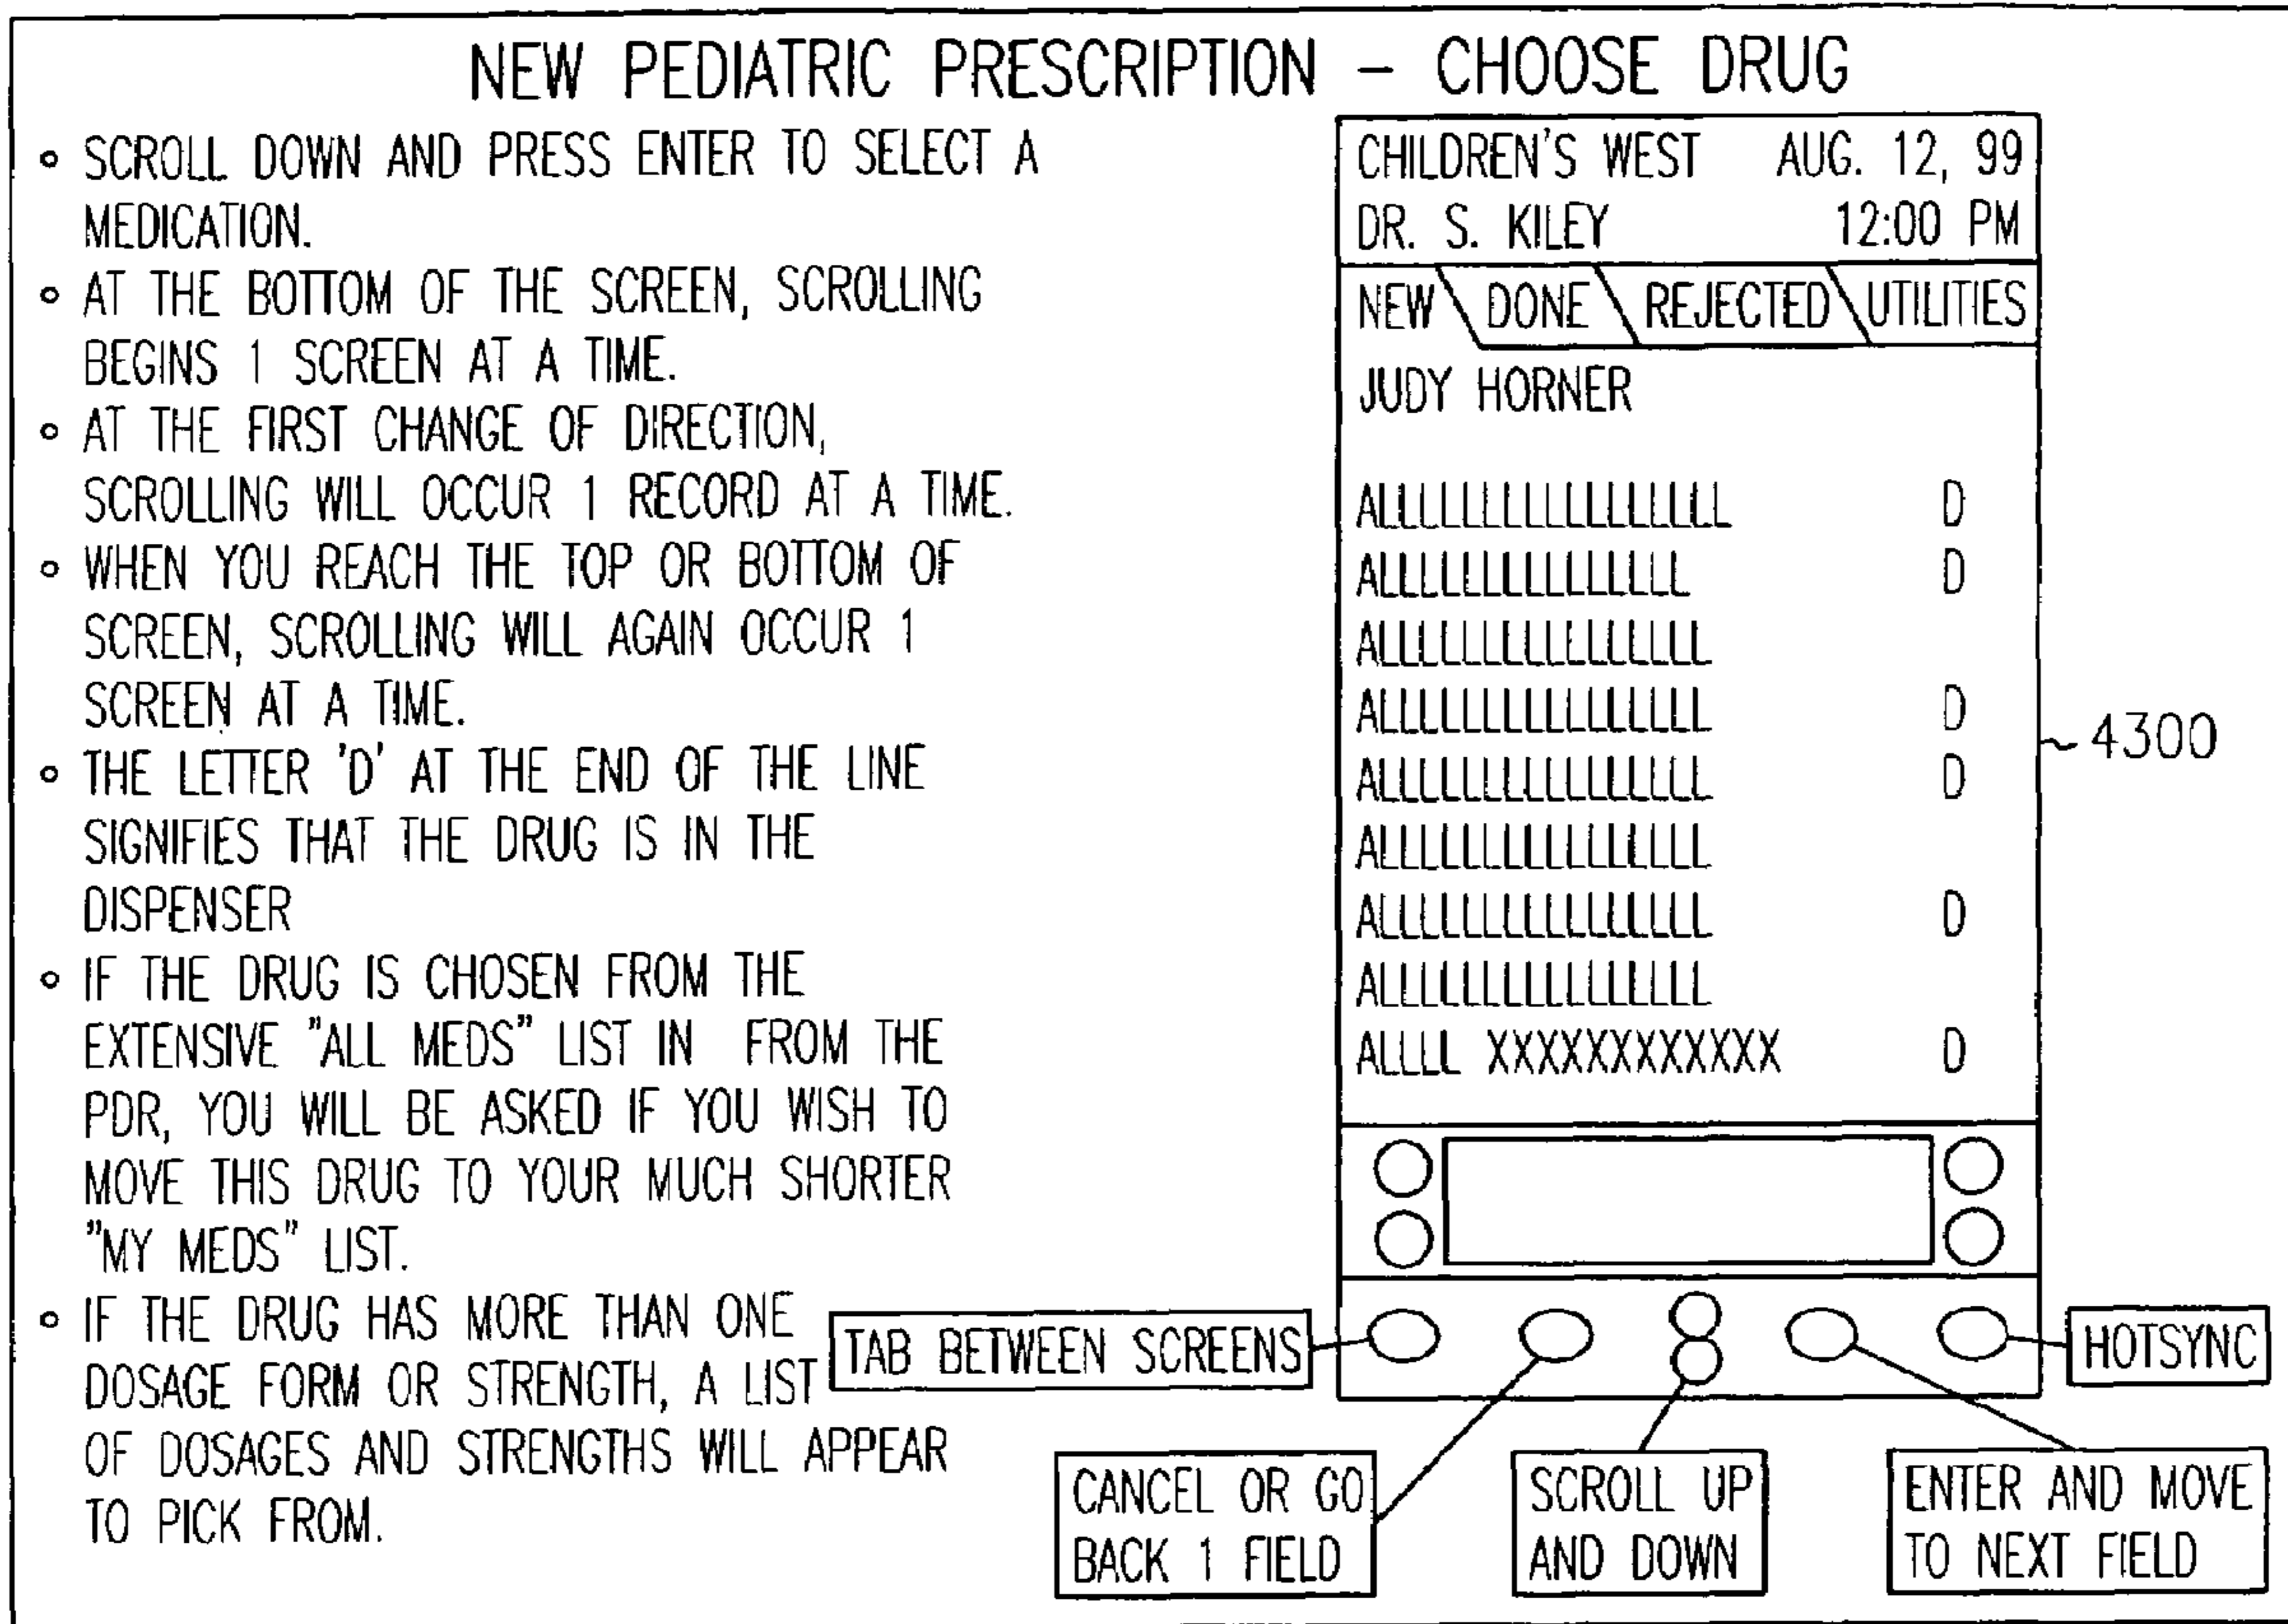 NEW PEDIATRIC PRESCRIPTION – CHOOSE DRUG
∘ SCROLL DOWN AND PRESS ENTER TO SELECT A
MEDICATION.
∘ AT THE BOTTOM OF THE SCREEN, SCROLLING
BEGINS 1 SCREEN AT A TIME.
∘ AT THE FIRST CHANGE OF DIRECTION,
SCROLLING WILL OCCUR 1 RECORD AT A TIME.
∘ WHEN YOU REACH THE TOP OR BOTTOM OF
SCREEN, SCROLLING WILL AGAIN OCCUR 1
SCREEN AT A TIME.
∘ THE LETTER 'D' AT THE END OF THE LINE
SIGNIFIES THAT THE DRUG IS IN THE
DISPENSER
∘ IF THE DRUG IS CHOSEN FROM THE
EXTENSIVE "ALL MEDS" LIST IN FROM THE
PDR, YOU WILL BE ASKED IF YOU WISH TO
MOVE THIS DRUG TO YOUR MUCH SHORTER
"MY MEDS" LIST.
∘ IF THE DRUG HAS MORE THAN ONE
DOSAGE FORM OR STRENGTH, A LIST
OF DOSAGES AND STRENGTHS WILL APPEAR
TO PICK FROM.
CHILDREN'S WEST AUG. 12, 99
DR. S. KILEY 12:00 PM
NEW DONE REJECTED UTILITIES
JUDY HORNER
ALLLLLLLLLLLLLLLLL D
ALLLLLLLLLLLLLLL D
ALLLLLLLLLLLLLLLL
ALLLLLLLLLLLLLLLL D
ALLLLLLLLLLLLLLLL D
ALLLLLLLLLLLLLLLL
ALLLLLLLLLLLLLLLL D
ALLLLLLLLLLLLLLLL
ALLLL XXXXXXXXXXXX D
4300
TAB BETWEEN SCREENS
HOTSYNC
CANCEL OR GO
BACK 1 FIELD
SCROLL UP
AND DOWN
ENTER AND MOVE
TO NEXT FIELD